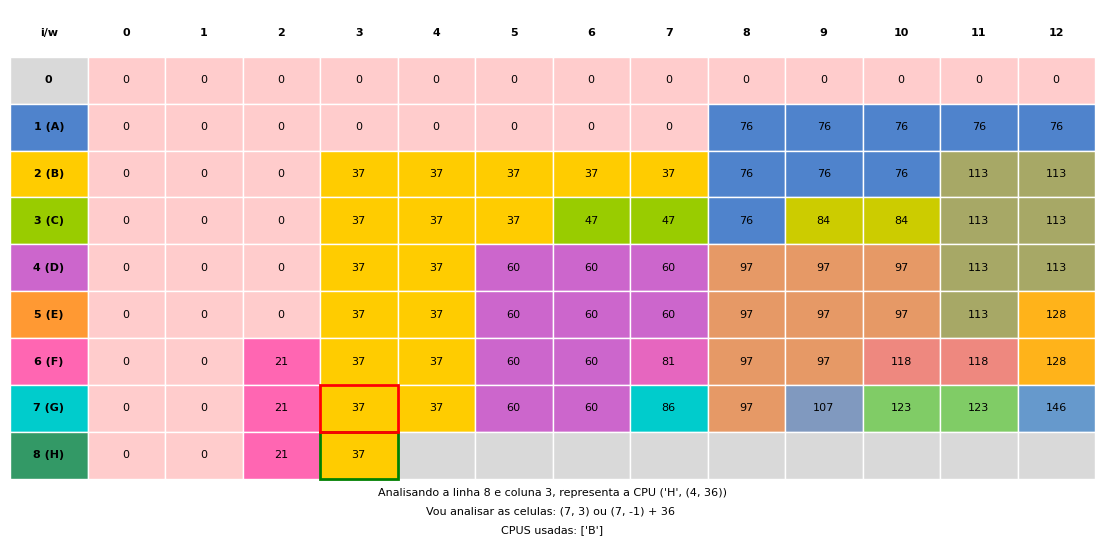 i/w 0 1 2 3 4 5 6 7 8 9 10 11 12
0 0 0 0 0 0 0 0 0 0 0 0 0 0
1 (A) 0 0 0 0 0 0 0 0 76 76 76 76 76
2 (B) 0 0 0 37 37 37 37 37 76 76 76 113 113
3 (C) 0 0 0 37 37 37 47 47 76 84 84 113 113
4 (D) 0 0 0 37 37 60 60 60 97 97 97 113 113
5 (E) 0 0 0 37 37 60 60 60 97 97 97 113 128
6 (F) 0 0 21 37 37 60 60 81 97 97 118 118 128
7 (G) 0 0 21 37 37 60 60 86 97 107 123 123 146
8 (H) 0 0 21 37
Analisando a linha 8 e coluna 3, representa a CPU ('H', (4, 36))
Vou analisar as celulas: (7, 3) ou (7, -1) + 36
CPUS usadas: ['B']